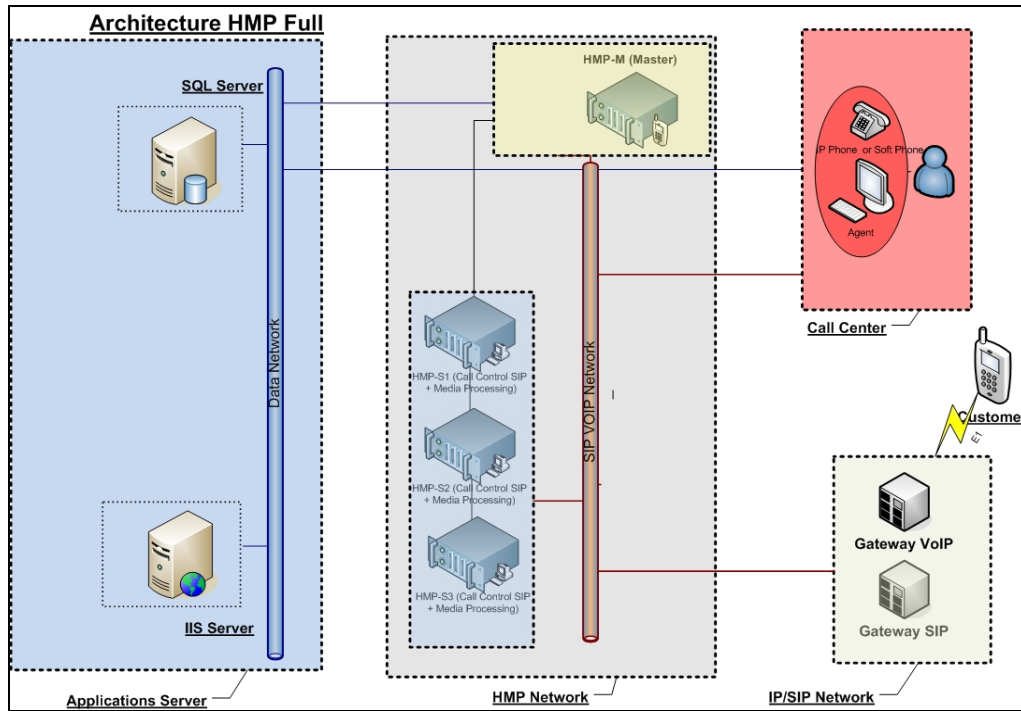 Architecture HMP Full
SQL Server
Data Network
IIS Server
Applications Server
HMP-M (Master)
HMP-S1 (Call Control SIP
+ Media Processing)
HMP-S2 (Call Control SIP
+ Media Processing)
HMP-S3 (Call Control SIP
+ Media Processing)
SIP VOIP Network
HMP Network
IP Phone or Soft Phone
Agent
Call Center
Custome
E1
Gateway VoIP
Gateway SIP
IP/SIP Network